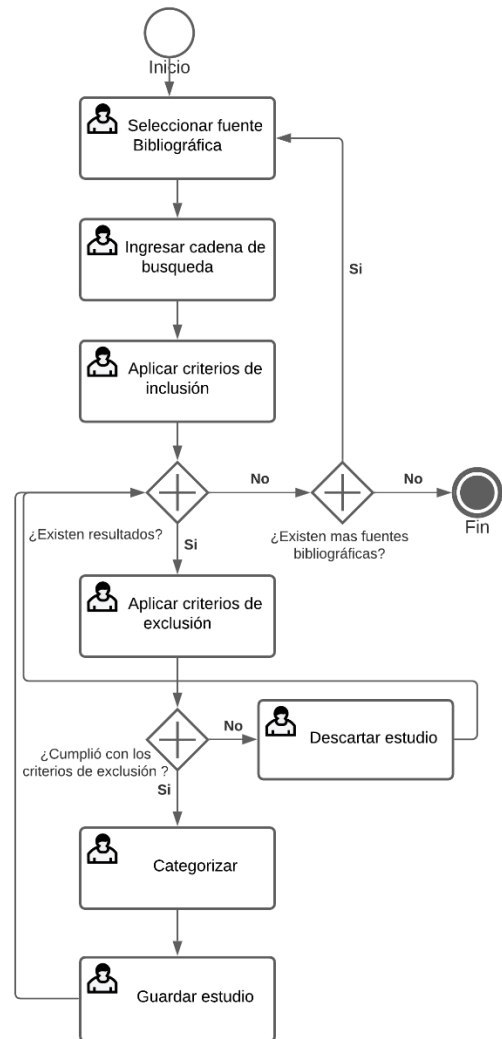 Inicio
Seleccionar fuente
Bibliográfica
Ingresar cadena de
busqueda
Si
Aplicar criterios de
inclusión
No
No
¿Existen resultados?
Si
¿Existen mas fuentes
bibliográficas?
Fin
Aplicar criterios de
exclusión
No
Descartar estudio
¿Cumplió con los
criterios de exclusión ?
Si
Categorizar
Guardar estudio